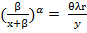 (β/(x+β))^α = θλr/y